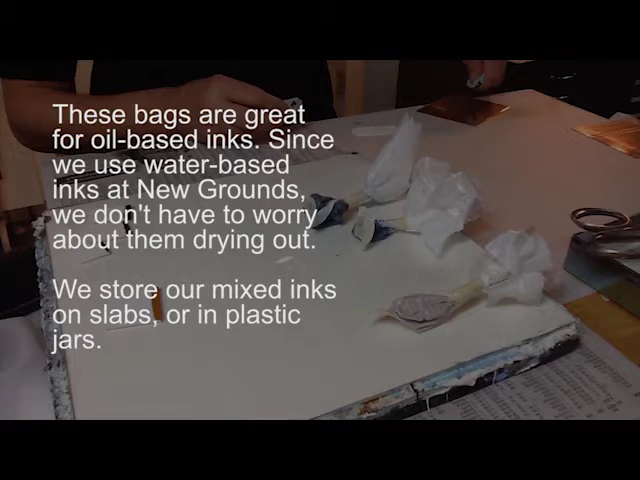 These bags are great
for oil-based inks. Since
we use water-based
inks at New Grounds,
we don't have to worry
about them drying out.
We store our mixed inks
on slabs, or in plastic
jars.